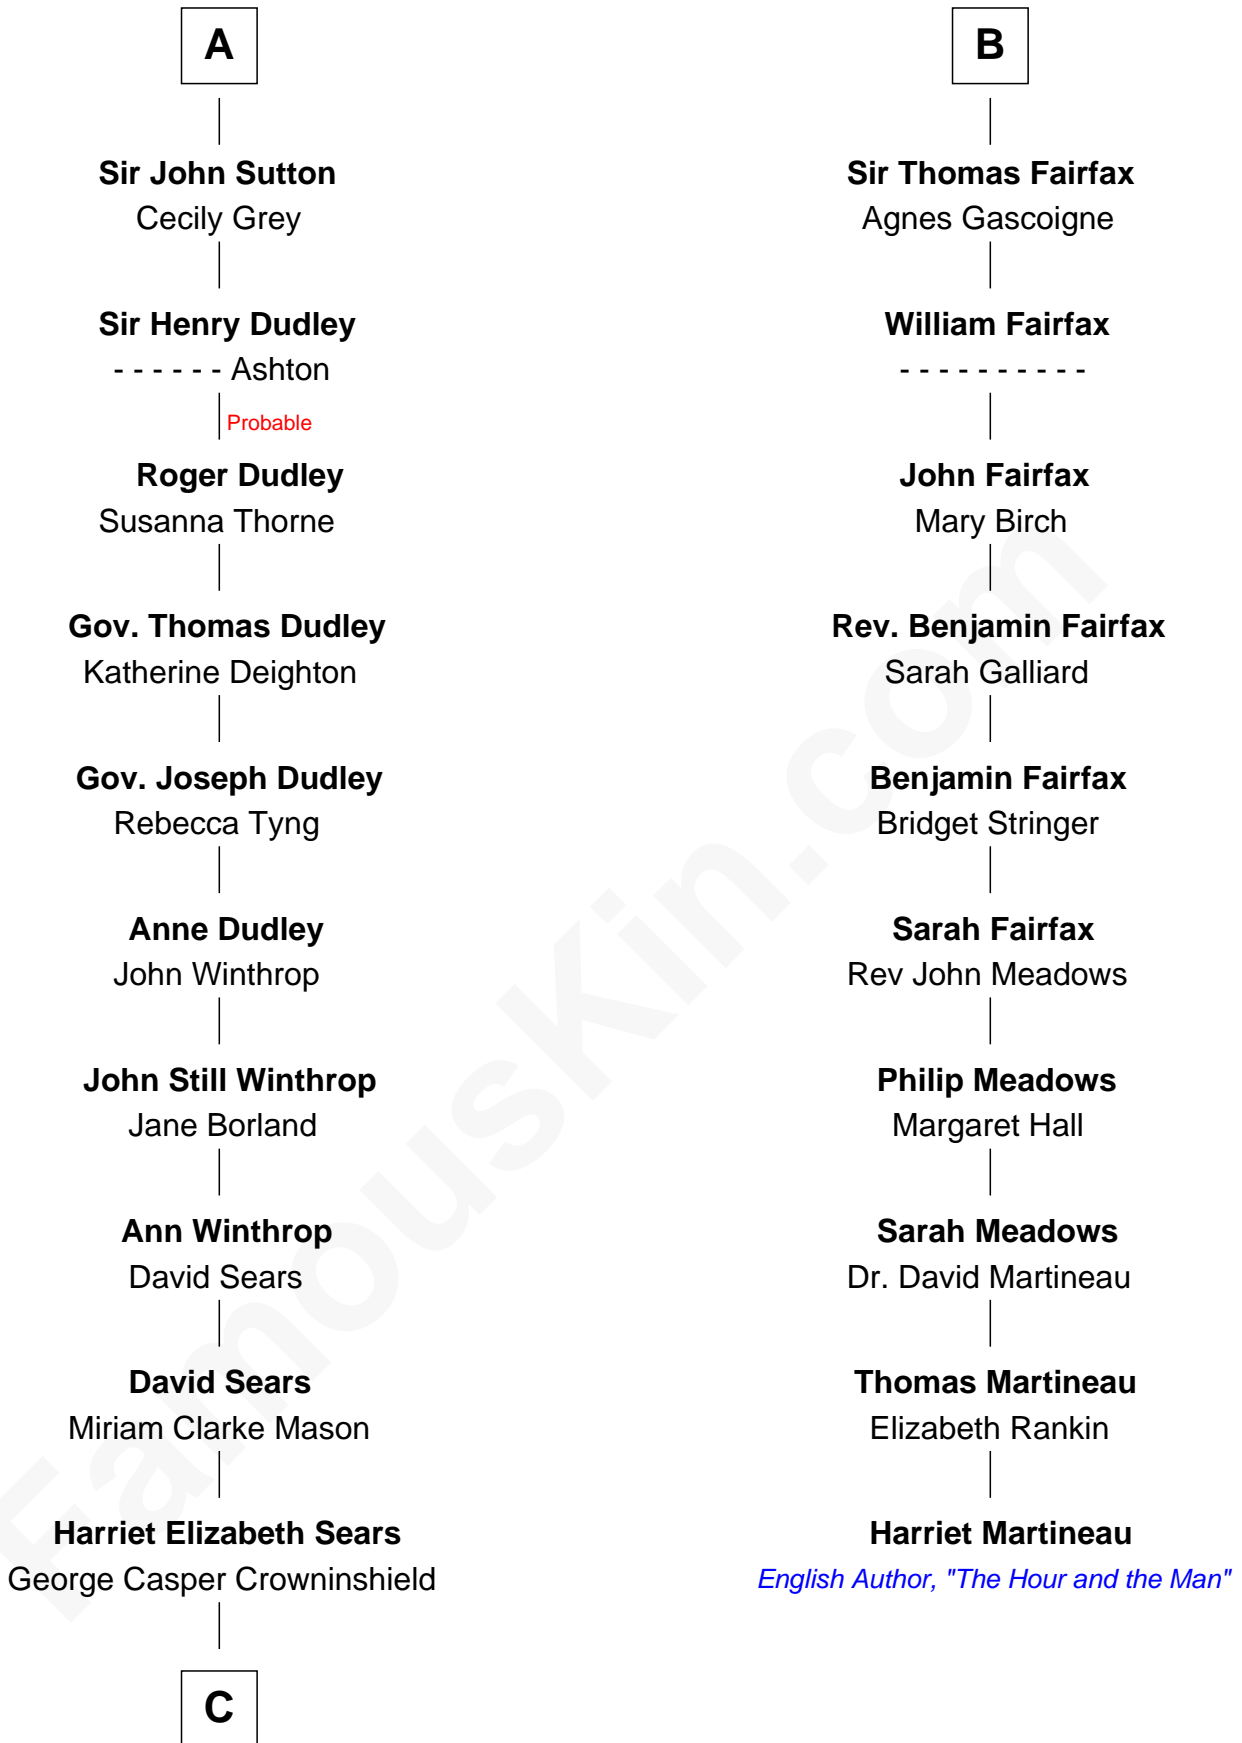 A
Sir John Sutton
Cecily Grey
Sir Henry Dudley
- - - - - - Ashton
Probable
Roger Dudley
Susanna Thorne
Gov. Thomas Dudley
Katherine Deighton
Gov. Joseph Dudley
Rebecca Tyng
Anne Dudley
John Winthrop
John Still Winthrop
Jane Borland
Ann Winthrop
David Sears
David Sears
Miriam Clarke Mason
Harriet Elizabeth Sears
George Casper Crowninshield
C
B
Sir Thomas Fairfax
Agnes Gascoigne
William Fairfax
- - - - - - - - - -
John Fairfax
Mary Birch
Rev. Benjamin Fairfax
Sarah Galliard
Benjamin Fairfax
Bridget Stringer
Sarah Fairfax
Rev John Meadows
Philip Meadows
Margaret Hall
Sarah Meadows
Dr. David Martineau
Thomas Martineau
Elizabeth Rankin
Harriet Martineau
English Author, "The Hour and the Man"
FamousKin.com